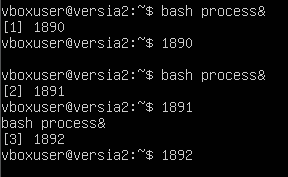 vboxuser@versia2:~$ bash process&
[1] 1890
vboxuser@versia2:~$ 1890
vboxuser@versia2:~$ bash process&
[2] 1891
vboxuser@versia2:~$ 1891
bash process&
[3] 1892
vboxuser@versia2:~$ 1892